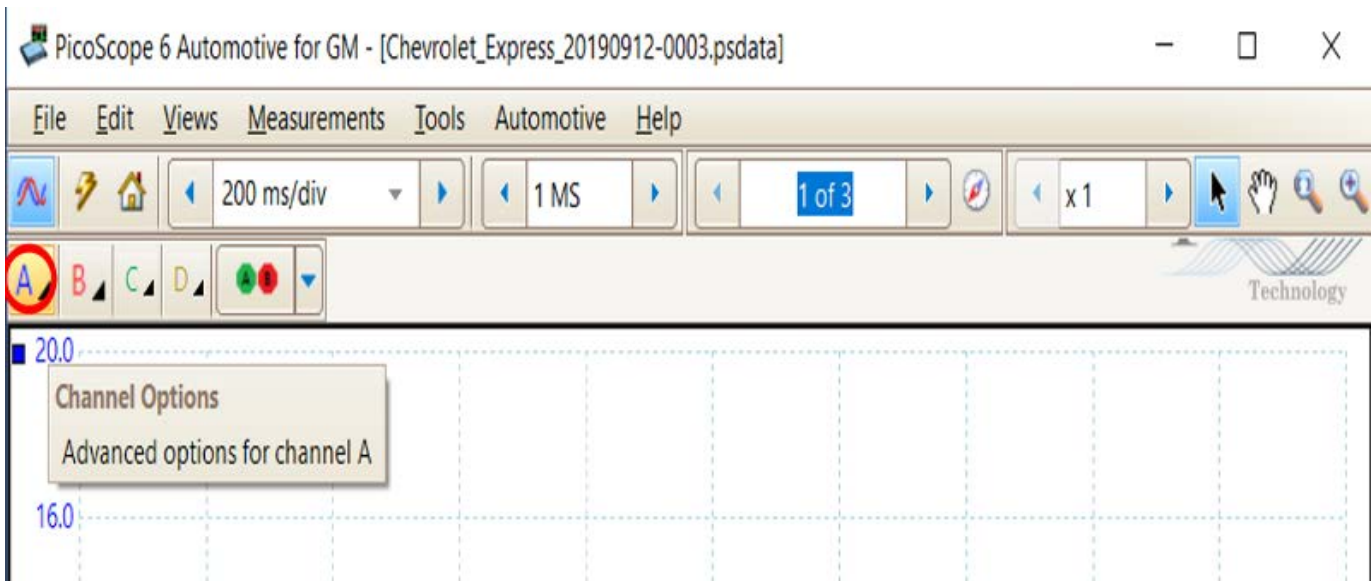 PicoScope 6 Automotive for GM - [Chevrolet_Express_20190912-0003.psdata]
File Edit Views Measurements Tools Automotive Help
200 ms/div 1 MS 1 of 3 x 1
A B C D A B
Technology
20.0
Channel Options
Advanced options for channel A
16.0